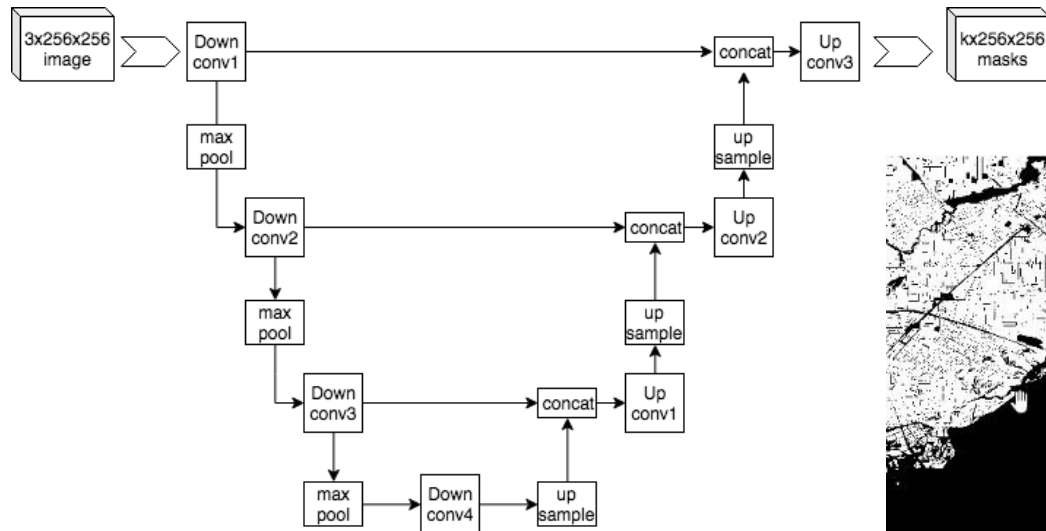 3x256x256
image
Down
conv1
concat
Up
conv3
kx256x256
masks
max
pool
up
sample
Down
conv2
concat
Up
conv2
max
pool
up
sample
Down
conv3
concat
Up
conv1
max
pool
Down
conv4
up
sample